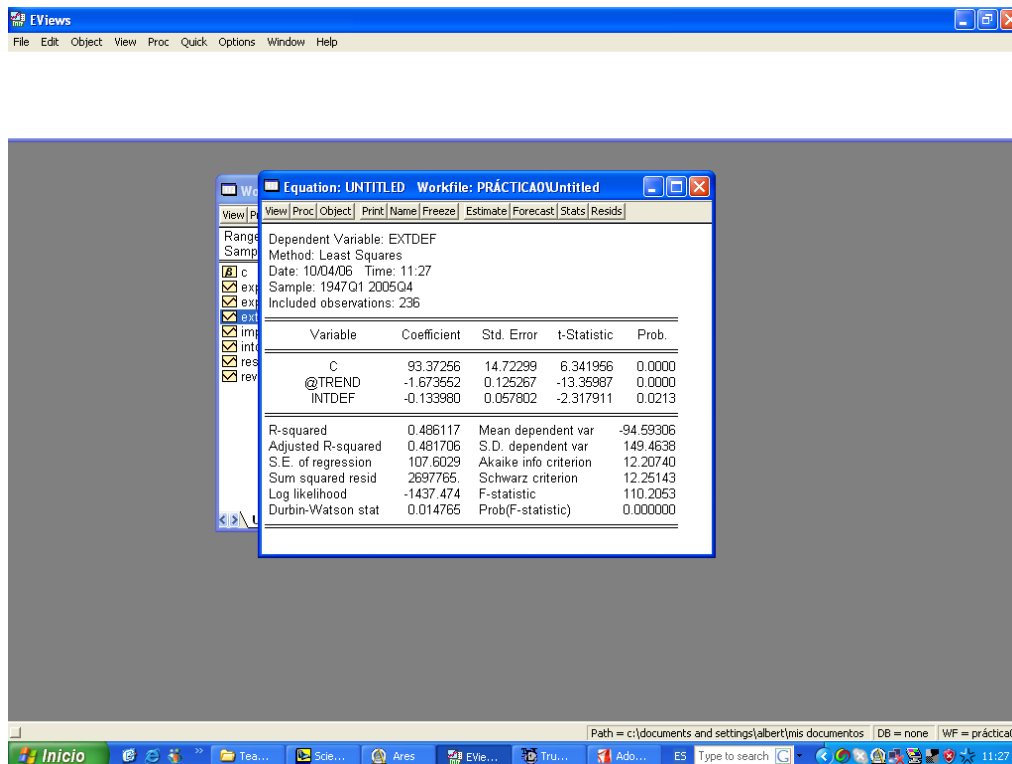 EViews
File Edit Object View Proc Quick Options Window Help
Equation: UNTITLED Workfile: PRÁCTICA0\Untitled
View Proc Object Print Name Freeze Estimate Forecast Stats Resids
View
Range
Samp
c
ext
res
rev
Dependent Variable: EXTDEF
Method: Least Squares
Date: 10/04/06 Time: 11:27
Sample: 1947Q1 2005Q4
Included observations: 236
Variable Coefficient Std. Error t-Statistic Prob.
C 93.37256 14.72299 6.341956 0.0000
@TREND -1.673552 0.125267 -13.35987 0.0000
INTDEF -0.133980 0.057802 -2.317911 0.0213
R-squared 0.486117 Mean dependent var -94.59306
Adjusted R-squared 0.481706 S.D. dependent var 149.4638
S.E. of regression 107.6029 Akaike info criterion 12.20740
Sum squared resid 2697765. Schwarz criterion 12.25143
Log likelihood -1437.474 F-statistic 110.2053
Durbin-Watson stat 0.014765 Prob(F-statistic) 0.000000
Path = c:\documents and settings\albert\mis documentos DB = none WF = práctica0
Inicio Tea... Scie... Ares EVie... Tru... Ado... ES Type to search 11:27